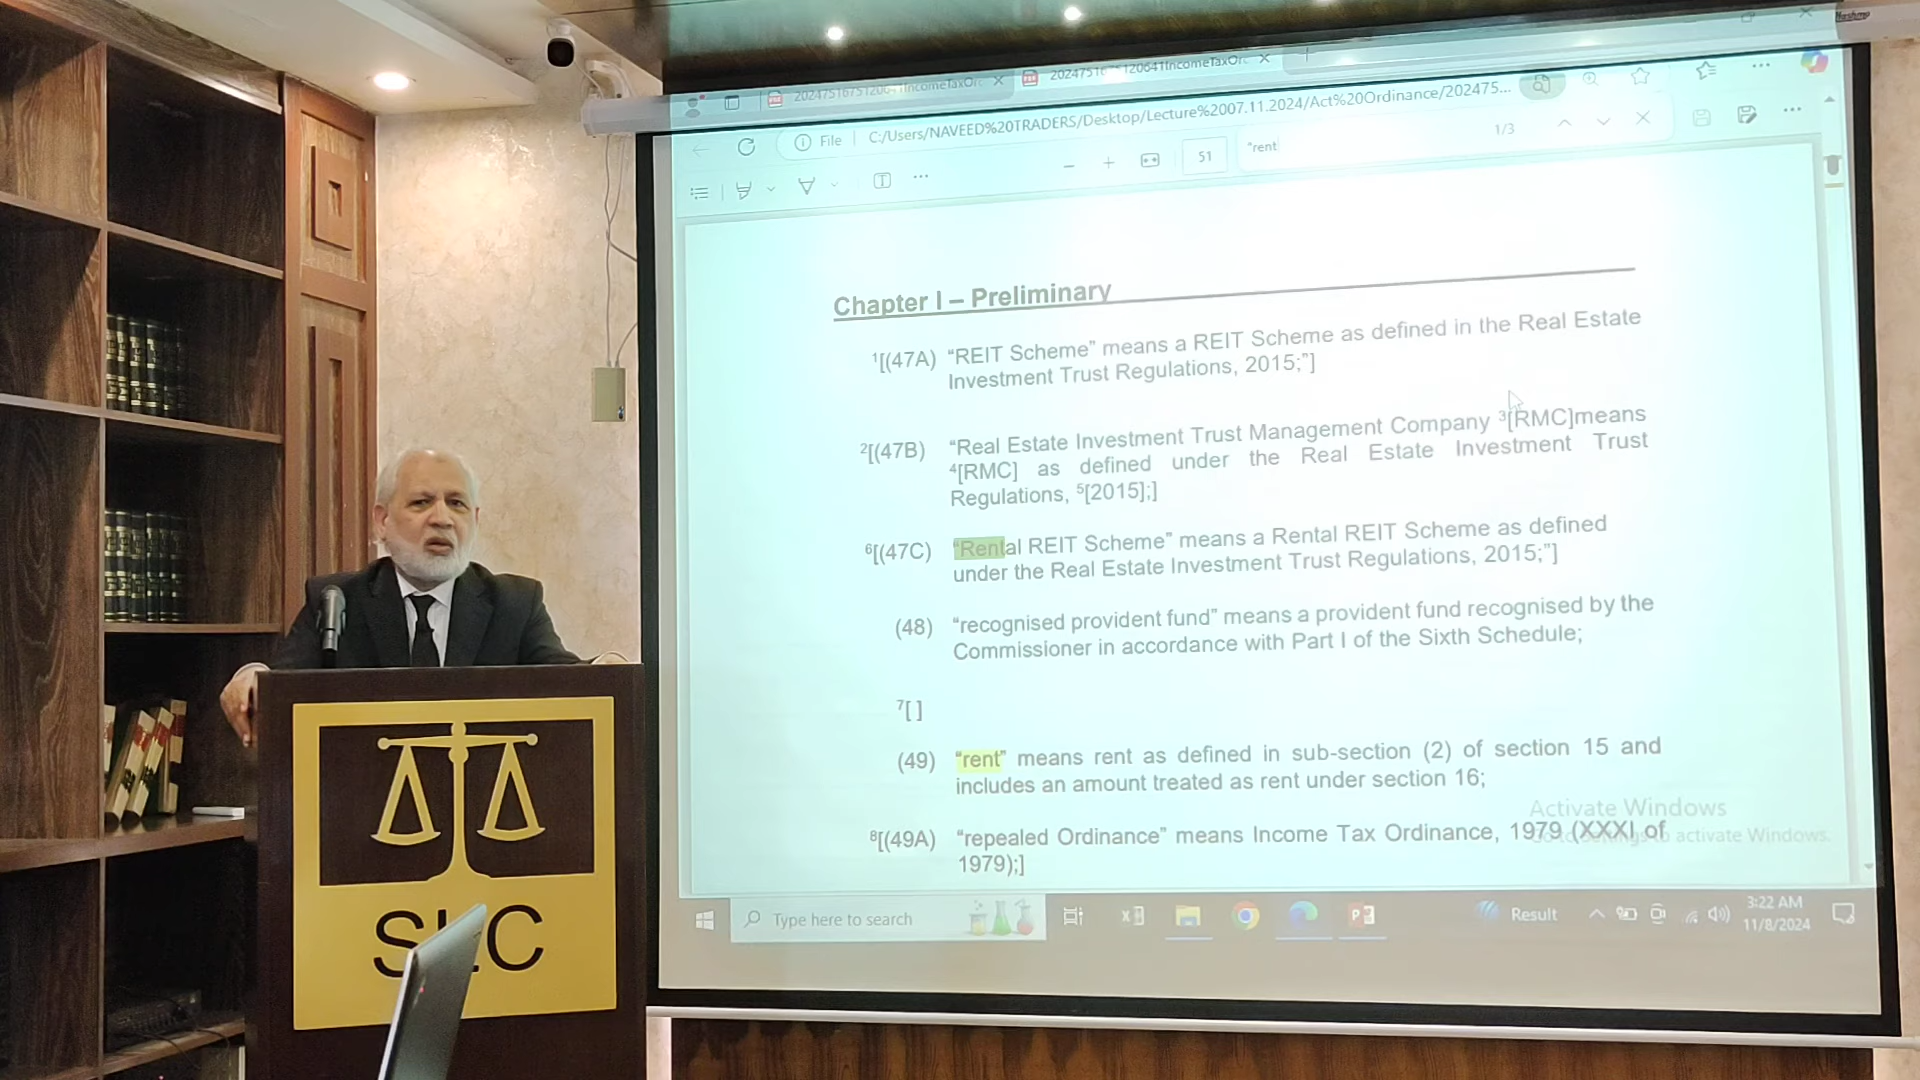 Nashmo
20247516751206411IncomeTaxOr
20247516751206411IncomeTaxOr
File
C:/Users/NAVEED%20TRADERS/Desktop/Lecture%2007.11.2024/Act%20Ordinance/202475...
51
"rent
1/3
Chapter I – Preliminary
1[(47A) “REIT Scheme” means a REIT Scheme as defined in the Real Estate
Investment Trust Regulations, 2015;”]
2[(47B) “Real Estate Investment Trust Management Company 3[RMC]means
4[RMC] as defined under the Real Estate Investment Trust
Regulations, 5[2015];]
6[(47C) “Rental REIT Scheme” means a Rental REIT Scheme as defined
under the Real Estate Investment Trust Regulations, 2015;”]
(48) “recognised provident fund” means a provident fund recognised by the
Commissioner in accordance with Part I of the Sixth Schedule;
7[ ]
(49) “rent” means rent as defined in sub-section (2) of section 15 and
includes an amount treated as rent under section 16;
8[(49A) “repealed Ordinance” means Income Tax Ordinance, 1979 (XXXI of
1979);]
Activate Windows
activate Windows.
Type here to search
Result
3:22 AM
11/8/2024
SLC